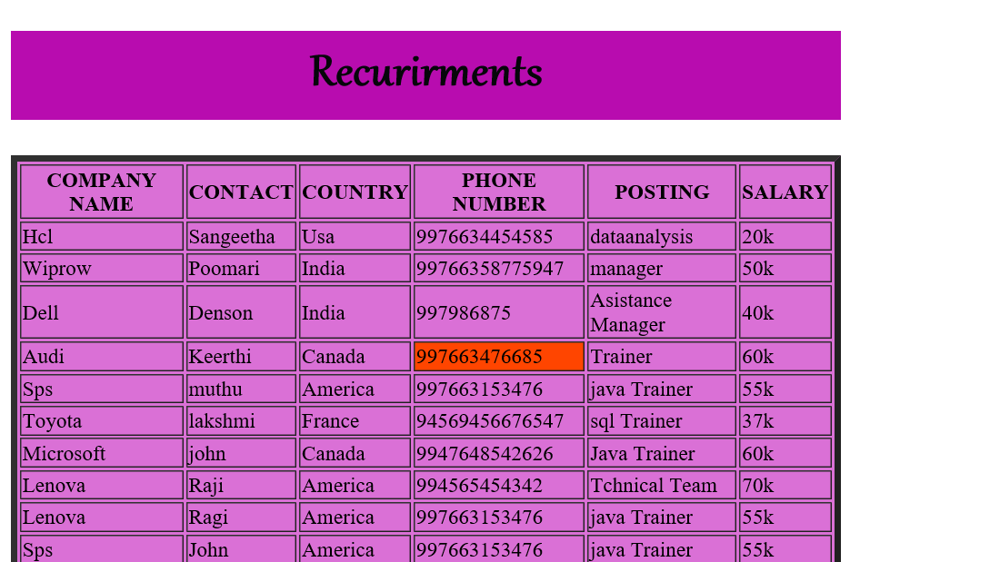 Recurirments
COMPANY NAME CONTACT COUNTRY PHONE NUMBER POSTING SALARY
Hcl Sangeetha Usa 9976634454585 dataanalysis 20k
Wiprow Poomari India 99766358775947 manager 50k
Dell Denson India 997986875 Asistance Manager 40k
Audi Keerthi Canada 997663476685 Trainer 60k
Sps muthu America 997663153476 java Trainer 55k
Toyota lakshmi France 94569456676547 sql Trainer 37k
Microsoft john Canada 9947648542626 Java Trainer 60k
Lenova Raji America 994565454342 Tchnical Team 70k
Lenova Ragi America 997663153476 java Trainer 55k
Sps John America 997663153476 java Trainer 55k